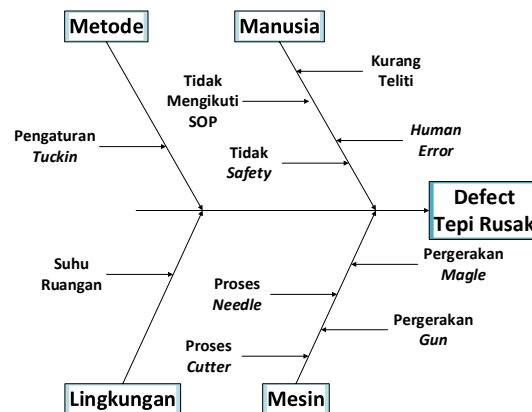 Metode
Manusia
Kurang
Teliti
Tidak
Mengikuti
SOP
Pengaturan
Tuckin
Human
Error
Tidak
Safety
Defect
Tepi Rusak
Suhu
Ruangan
Pergerakan
Magle
Proses
Needle
Pergerakan
Gun
Proses
Cutter
Lingkungan
Mesin